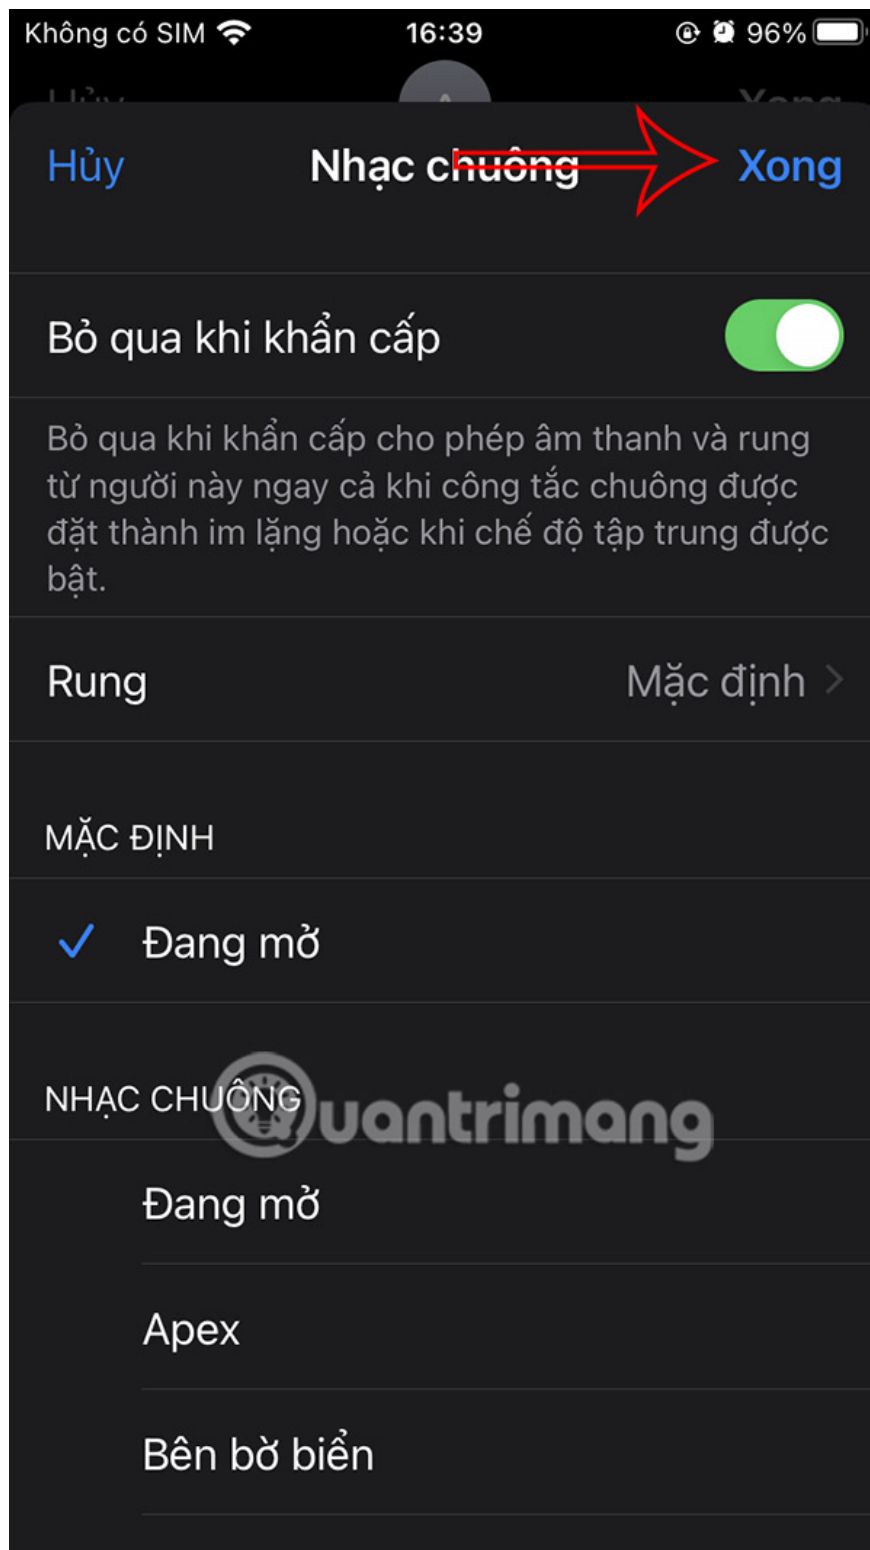 Không có SIM 16:39 96%
Hủy Xong
Hủy Nhạc chuông Xong
Bỏ qua khi khẩn cấp
Bỏ qua khi khẩn cấp cho phép âm thanh và rung
từ người này ngay cả khi công tắc chuông được
đặt thành im lặng hoặc khi chế độ tập trung được
bật.
Rung Mặc định
MẶC ĐỊNH
Đang mở
NHẠC CHUÔNG
Quantrimang
Đang mở
Apex
Bên bờ biển